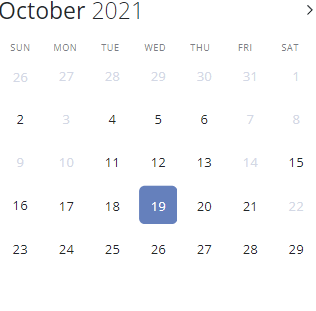 October 2021
SUN MON TUE WED THU FRI SAT
26 27 28 29 30 31 1
2 3 4 5 6 7 8
9 10 11 12 13 14 15
16 17 18 19 20 21 22
23 24 25 26 27 28 29